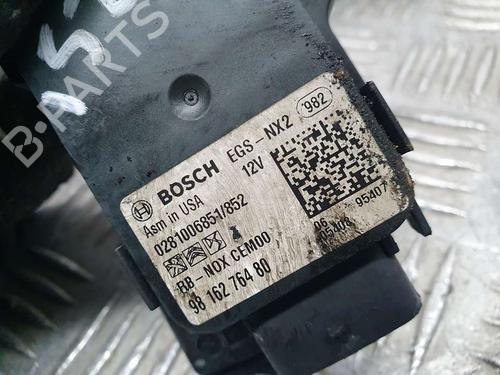 B-PARTS
BOSCH EGS-NX2 982
Asm in USA 12V
0281006851/852
BB-NOX CEM00
98 162 764 80
95407
95408